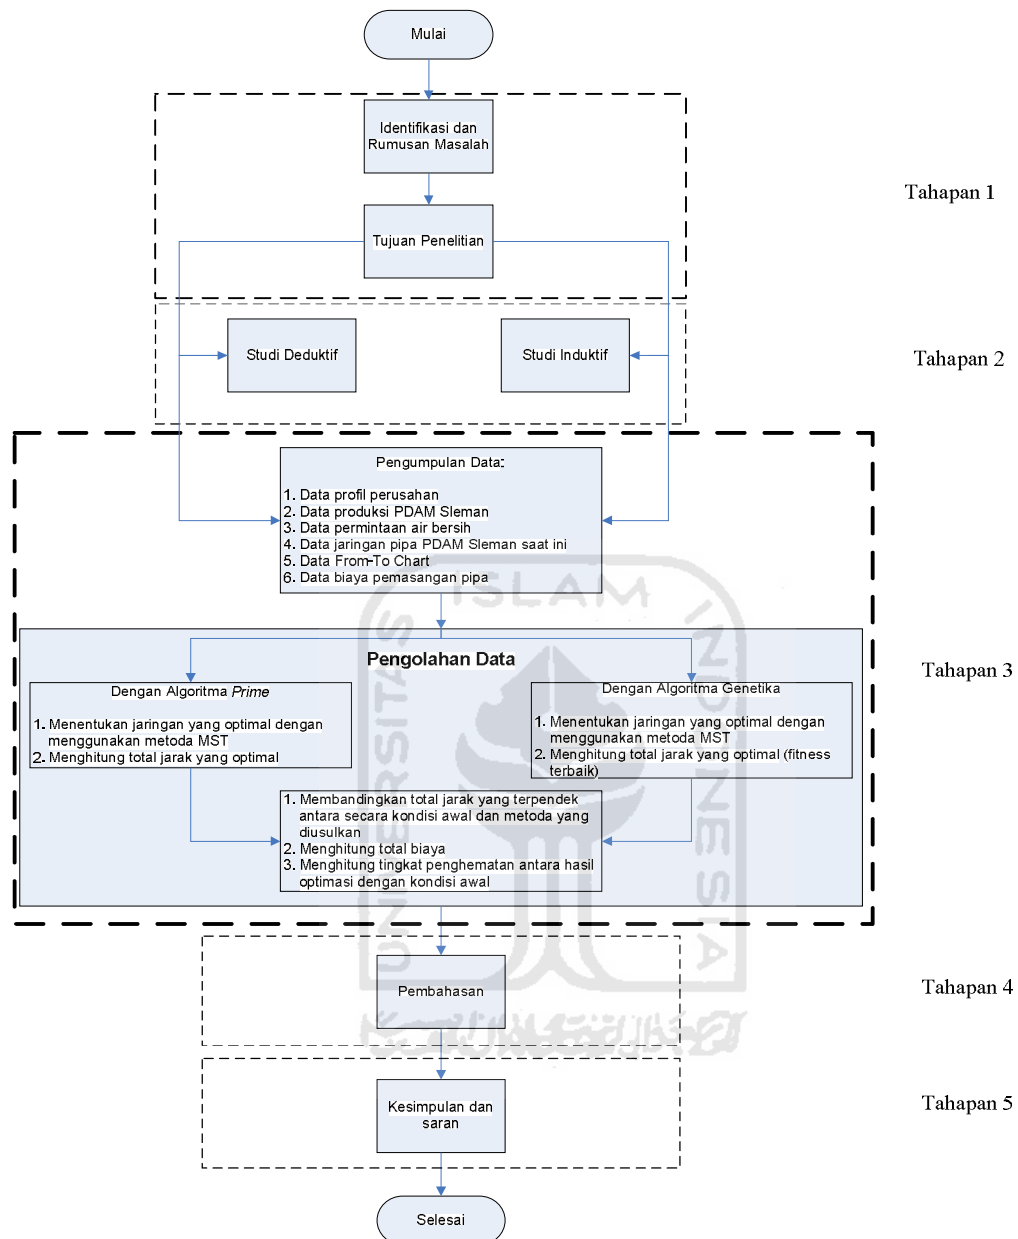 Mulai
Identifikasi dan
Rumusan Masalah
Tahapan 1
Tujuan Penelitian
Studi Deduktif
Studi Induktif
Tahapan 2
Pengumpulan Data:
1. Data profil perusahan
2. Data produksi PDAM Sleman
3. Data permintaan air bersih
4. Data jaringan pipa PDAM Sleman saat ini
5. Data From-To Chart
6. Data biaya pemasangan pipa
Pengolahan Data
Tahapan 3
Dengan Algoritma Prime
1. Menentukan jaringan yang optimal dengan
menggunakan metoda MST
2. Menghitung total jarak yang optimal
Dengan Algoritma Genetika
1. Menentukan jaringan yang optimal dengan
menggunakan metoda MST
2. Menghitung total jarak yang optimal (fitness
terbaik)
1. Membandingkan total jarak yang terpendek
antara secara kondisi awal dan metoda yang
diusulkan
2. Menghitung total biaya
3. Menghitung tingkat penghematan antara hasil
optimasi dengan kondisi awal
Pembahasan
Tahapan 4
Kesimpulan dan
saran
Tahapan 5
Selesai
UNIVERSITAS
ISLAM
INDONESIA